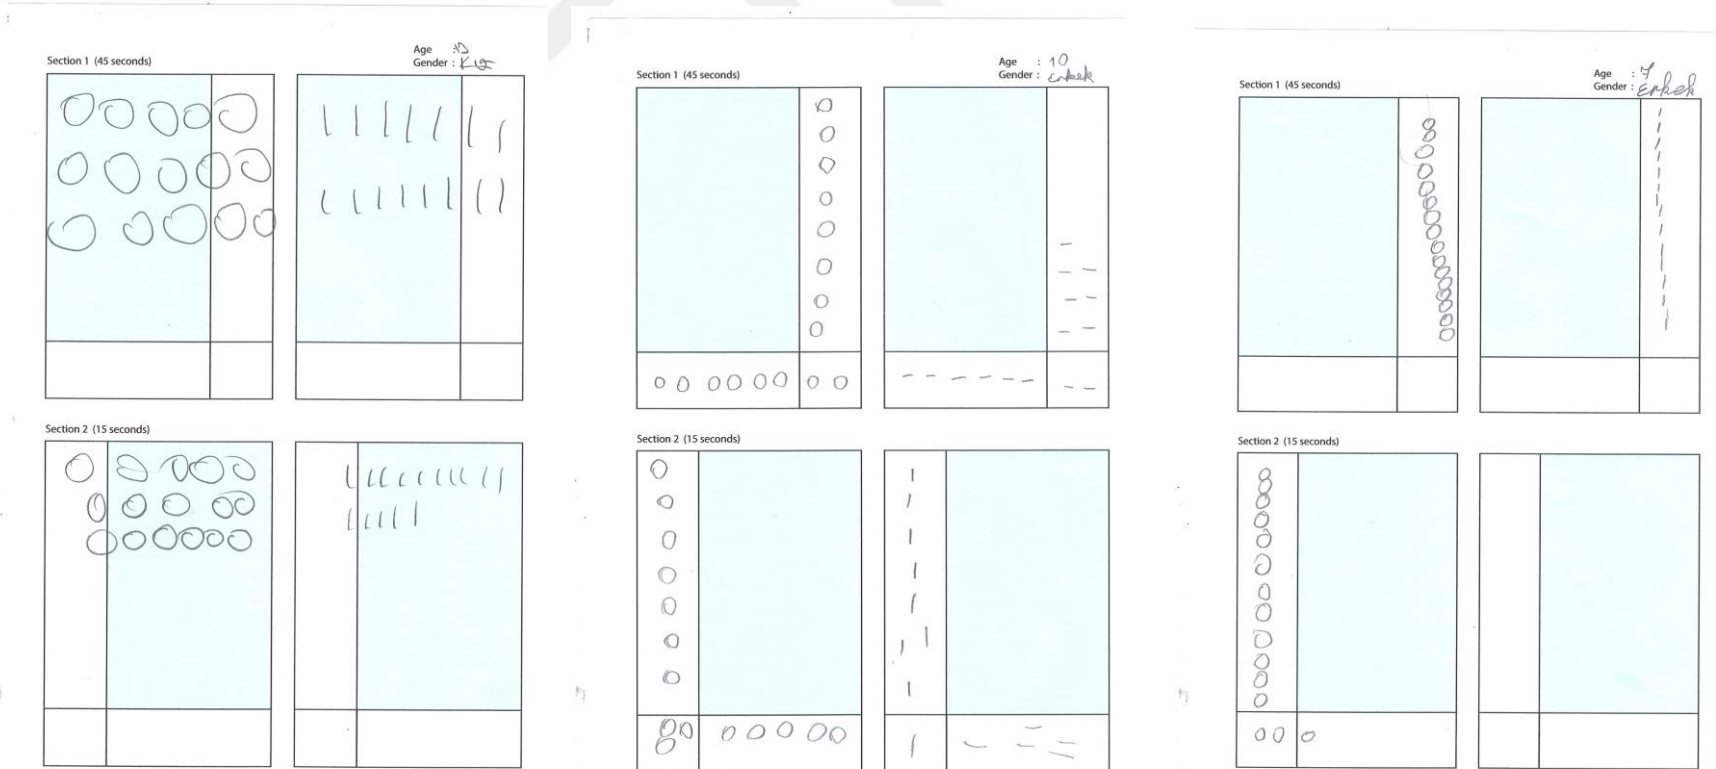 Section 1 (45 seconds)
Age :
Gender : Kız
Section 2 (15 seconds)
Section 1 (45 seconds)
Age : 10
Gender : Erkek
Section 2 (15 seconds)
Section 1 (45 seconds)
Age : 7
Gender : Erkek
Section 2 (15 seconds)